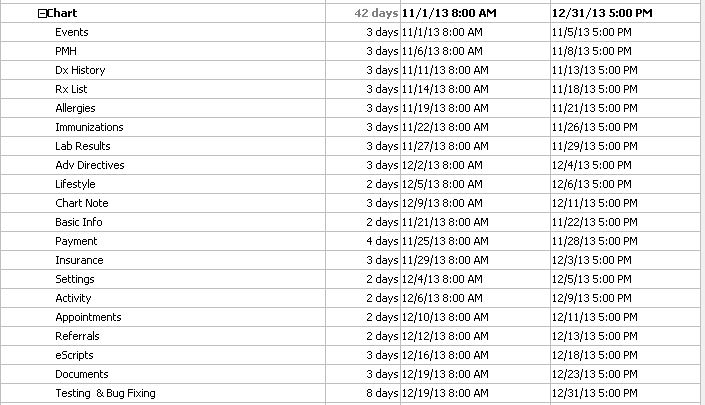 Chart 42 days 11/1/13 8:00 AM 12/31/13 5:00 PM
Events 3 days 11/1/13 8:00 AM 11/5/13 5:00 PM
PMH 3 days 11/6/13 8:00 AM 11/8/13 5:00 PM
Dx History 3 days 11/11/13 8:00 AM 11/13/13 5:00 PM
Rx List 3 days 11/14/13 8:00 AM 11/18/13 5:00 PM
Allergies 3 days 11/19/13 8:00 AM 11/21/13 5:00 PM
Immunizations 3 days 11/22/13 8:00 AM 11/26/13 5:00 PM
Lab Results 3 days 11/27/13 8:00 AM 11/29/13 5:00 PM
Adv Directives 3 days 12/2/13 8:00 AM 12/4/13 5:00 PM
Lifestyle 2 days 12/5/13 8:00 AM 12/6/13 5:00 PM
Chart Note 3 days 12/9/13 8:00 AM 12/11/13 5:00 PM
Basic Info 2 days 11/21/13 8:00 AM 11/22/13 5:00 PM
Payment 4 days 11/25/13 8:00 AM 11/28/13 5:00 PM
Insurance 3 days 11/29/13 8:00 AM 12/3/13 5:00 PM
Settings 2 days 12/4/13 8:00 AM 12/5/13 5:00 PM
Activity 2 days 12/6/13 8:00 AM 12/9/13 5:00 PM
Appointments 2 days 12/10/13 8:00 AM 12/11/13 5:00 PM
Referrals 2 days 12/12/13 8:00 AM 12/13/13 5:00 PM
eScripts 3 days 12/16/13 8:00 AM 12/18/13 5:00 PM
Documents 3 days 12/19/13 8:00 AM 12/23/13 5:00 PM
Testing & Bug Fixing 8 days 12/19/13 8:00 AM 12/31/13 5:00 PM